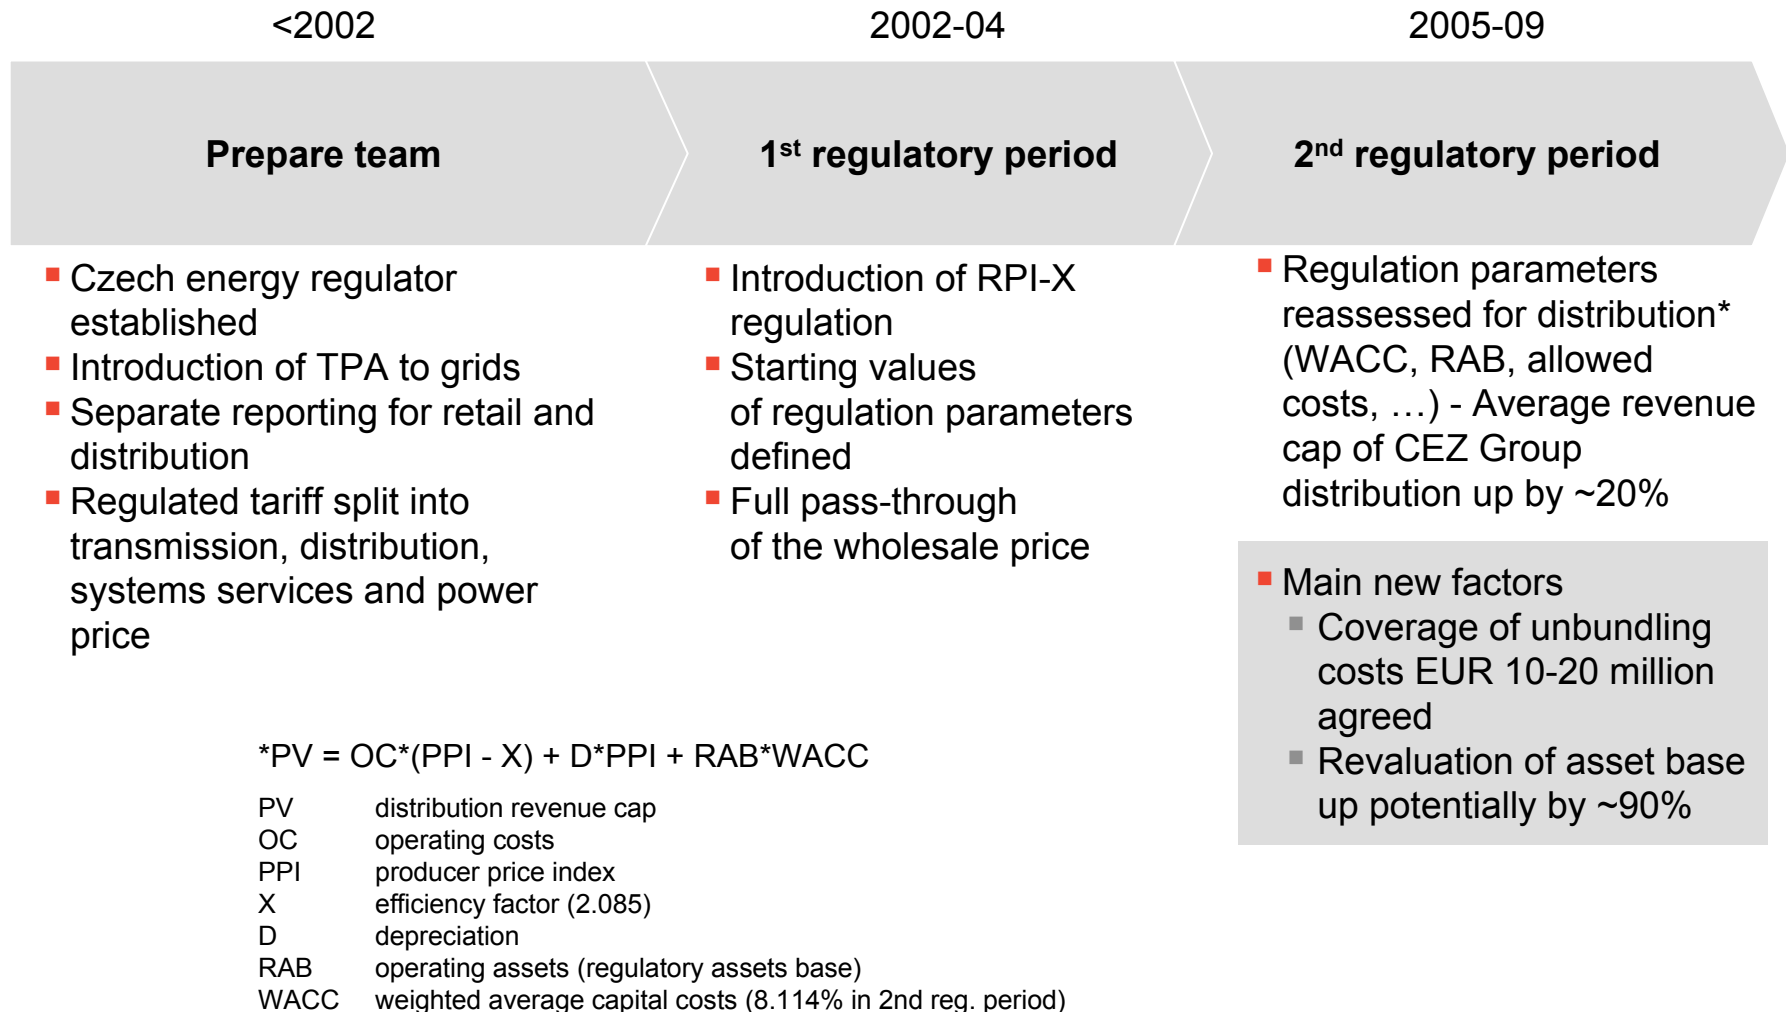 <2002
2002-04
2005-09
Prepare team
1st regulatory period
2nd regulatory period
▪ Czech energy regulator
established
▪ Introduction of TPA to grids
▪ Separate reporting for retail and
distribution
▪ Regulated tariff split into
transmission, distribution,
systems services and power
price
▪ Introduction of RPI-X
regulation
▪ Starting values
of regulation parameters
defined
▪ Full pass-through
of the wholesale price
▪ Regulation parameters
reassessed for distribution*
(WACC, RAB, allowed
costs, …) - Average revenue
cap of CEZ Group
distribution up by ~20%
▪ Main new factors
▪ Coverage of unbundling
costs EUR 10-20 million
agreed
▪ Revaluation of asset base
up potentially by ~90%
*PV = OC*(PPI - X) + D*PPI + RAB*WACC
PV distribution revenue cap
OC operating costs
PPI producer price index
X efficiency factor (2.085)
D depreciation
RAB operating assets (regulatory assets base)
WACC weighted average capital costs (8.114% in 2nd reg. period)